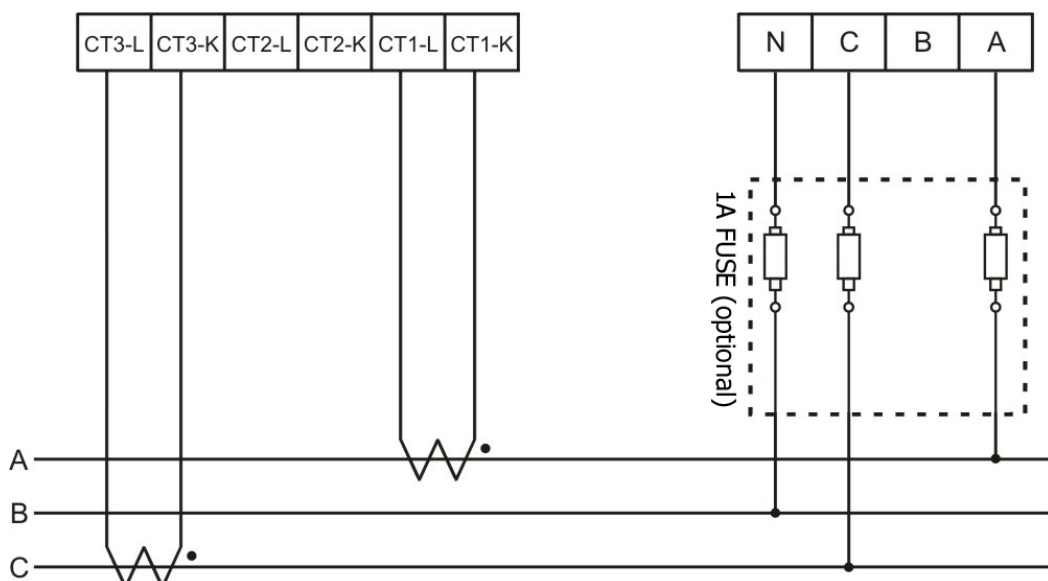 CT3-L CT3-K CT2-L CT2-K CT1-L CT1-K
N C B A
1A FUSE (optional)
A
B
C